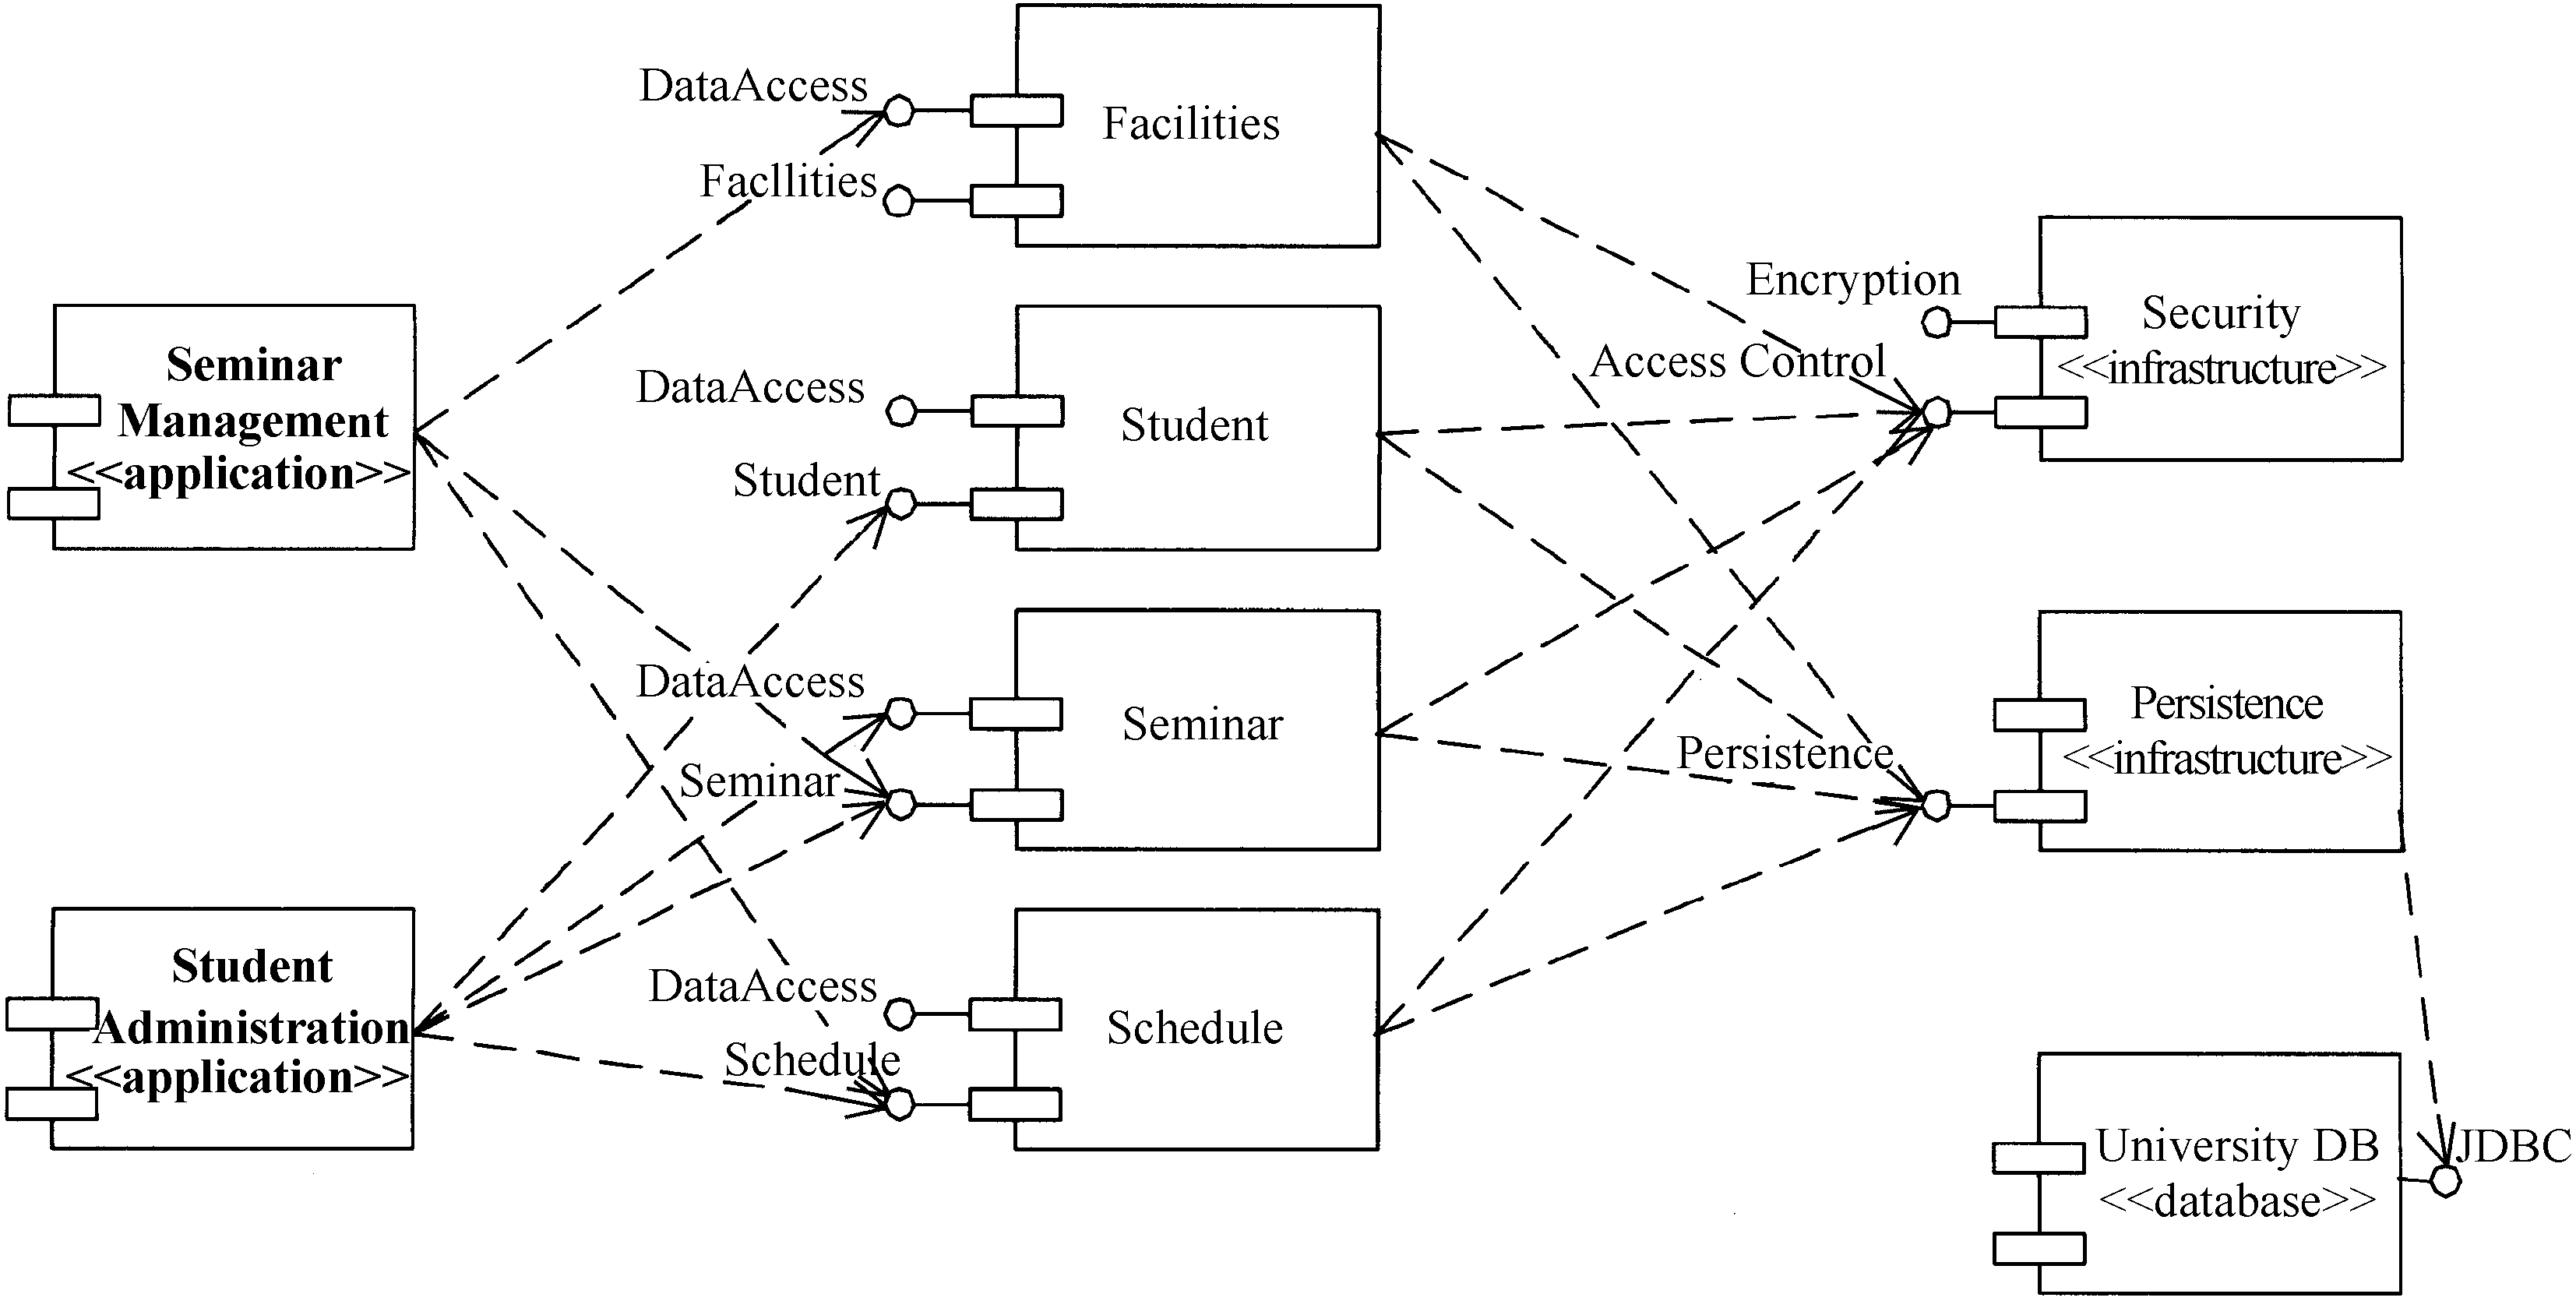 DataAccess
Facllities
Facilities
Seminar
Management
<<application>>
DataAccess
Student
Student
Encryption
Access Control
Security
<<infrastructure>>
DataAccess
Seminar
Seminar
Persistence
Persistence
<<infrastructure>>
Student
Administration
<<application>>
DataAccess
Schedule
Schedule
University DB
<<database>>
JDBC